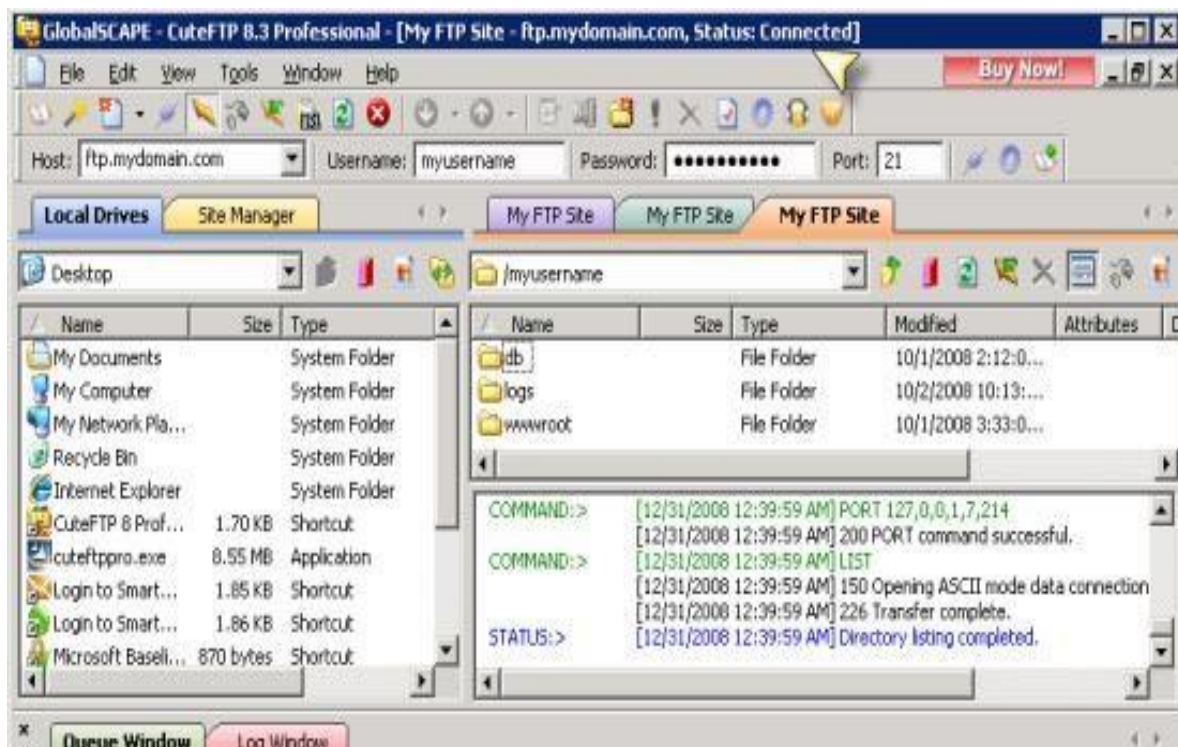 GlobalSCAPE - CuteFTP 8.3 Professional - [My FTP Site - ftp.mydomain.com, Status: Connected]
File Edit View Tools Window Help Buy Now!
Host: ftp.mydomain.com Username: myusername Password: ●●●●●●●●●● Port: 21
Local Drives Site Manager My FTP Site My FTP Site My FTP Site
Desktop /myusername
Name Size Type
My Documents System Folder
My Computer System Folder
My Network Pla... System Folder
Recycle Bin System Folder
Internet Explorer System Folder
CuteFTP 8 Prof... 1.70 KB Shortcut
cuteftppro.exe 8.55 MB Application
Login to Smart... 1.85 KB Shortcut
Login to Smart... 1.86 KB Shortcut
Microsoft Baseli... 870 bytes Shortcut
Name Size Type Modified Attributes
db File Folder 10/1/2008 2:12:0...
logs File Folder 10/2/2008 10:13:...
wwwroot File Folder 10/1/2008 3:33:0...
COMMAND:> [12/31/2008 12:39:59 AM] PORT 127,0,0,1,7,214
[12/31/2008 12:39:59 AM] 200 PORT command successful.
COMMAND:> [12/31/2008 12:39:59 AM] LIST
[12/31/2008 12:39:59 AM] 150 Opening ASCII mode data connection
[12/31/2008 12:39:59 AM] 226 Transfer complete.
STATUS:> [12/31/2008 12:39:59 AM] Directory listing completed.
Queue Window Log Window